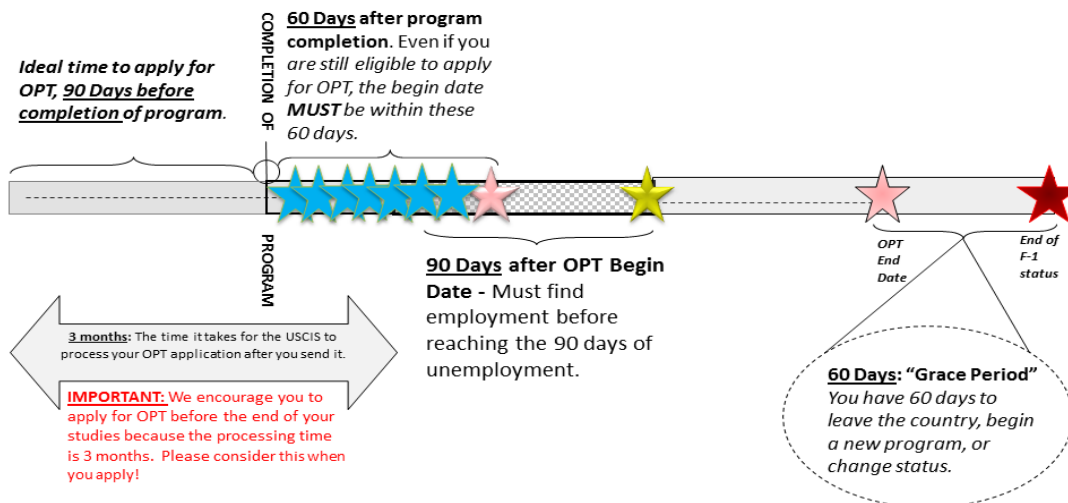 Ideal time to apply for
OPT, 90 Days before
completion of program.
COMPLETION OF
PROGRAM
60 Days after program
completion. Even if you
are still eligible to apply
for OPT, the begin date
MUST be within these
60 days.
90 Days after OPT Begin
Date - Must find
employment before
reaching the 90 days of
unemployment.
OPT
End
Date
End of
F-1
status
3 months: The time it takes for the USCIS to
process your OPT application after you send it.
IMPORTANT: We encourage you to
apply for OPT before the end of your
studies because the processing time
is 3 months. Please consider this when
you apply!
60 Days: “Grace Period”
You have 60 days to
leave the country, begin
a new program, or
change status.